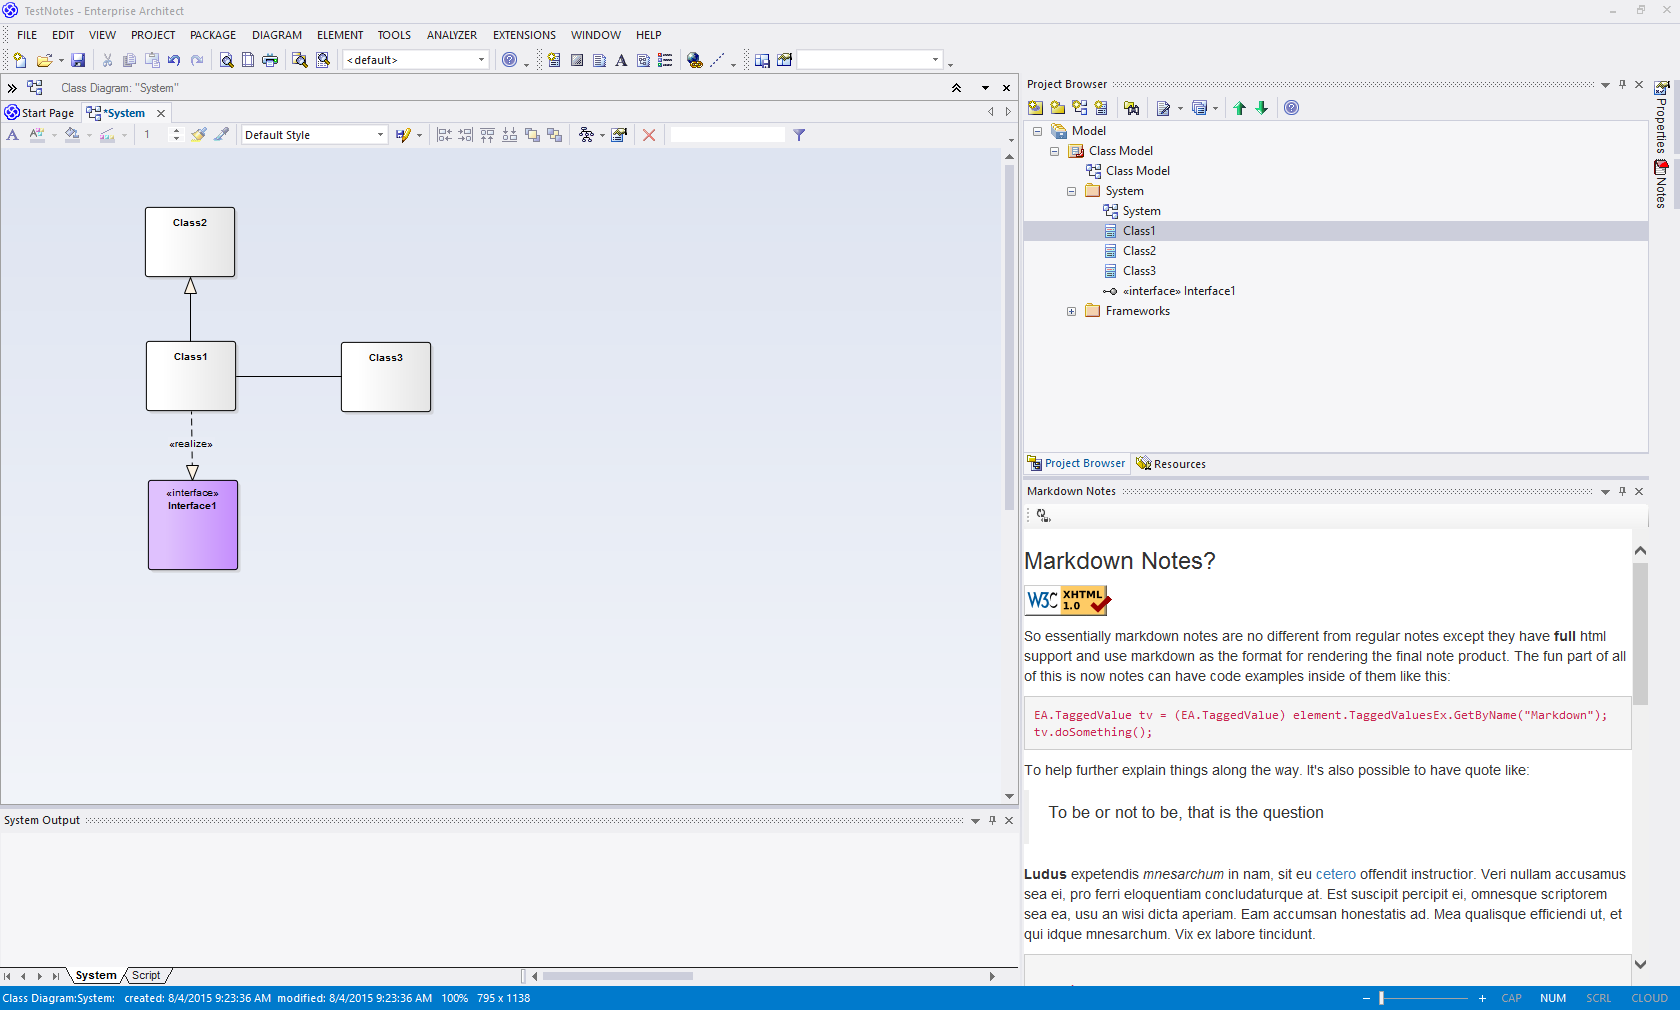 TestNotes - Enterprise Architect
FILE EDIT VIEW PROJECT PACKAGE DIAGRAM ELEMENT TOOLS ANALYZER EXTENSIONS WINDOW HELP
<default>
Class Diagram: "System"
Start Page *System
1 Default Style
Class2
Class1
Class3
«realize»
«interface»
Interface1
System Output
System Script
Project Browser
Model
Class Model
Class Model
System
System
Class1
Class2
Class3
«interface» Interface1
Frameworks
Project Browser Resources
Properties
Notes
Markdown Notes
Markdown Notes?
W3C XHTML 1.0
So essentially markdown notes are no different from regular notes except they have full html
support and use markdown as the format for rendering the final note product. The fun part of all
of this is now notes can have code examples inside of them like this:
EA.TaggedValue tv = (EA.TaggedValue) element.TaggedValuesEx.GetByName("Markdown");
tv.doSomething();
To help further explain things along the way. It's also possible to have quote like:
To be or not to be, that is the question
Ludus expetendis mnesarchum in nam, sit eu cetero offendit instructior. Veri nullam accusamus
sea ei, pro ferri eloquentiam concludaturque at. Est suscipit percipit ei, omnesque scriptorem
sea ea, usu an wisi dicta aperiam. Eam accumsan honestatis ad. Mea qualisque efficiendi ut, et
qui idque mnesarchum. Vix ex labore tincidunt.
Class Diagram:System: created: 8/4/2015 9:23:36 AM modified: 8/4/2015 9:23:36 AM 100% 795 x 1138
CAP NUM SCRL CLOUD